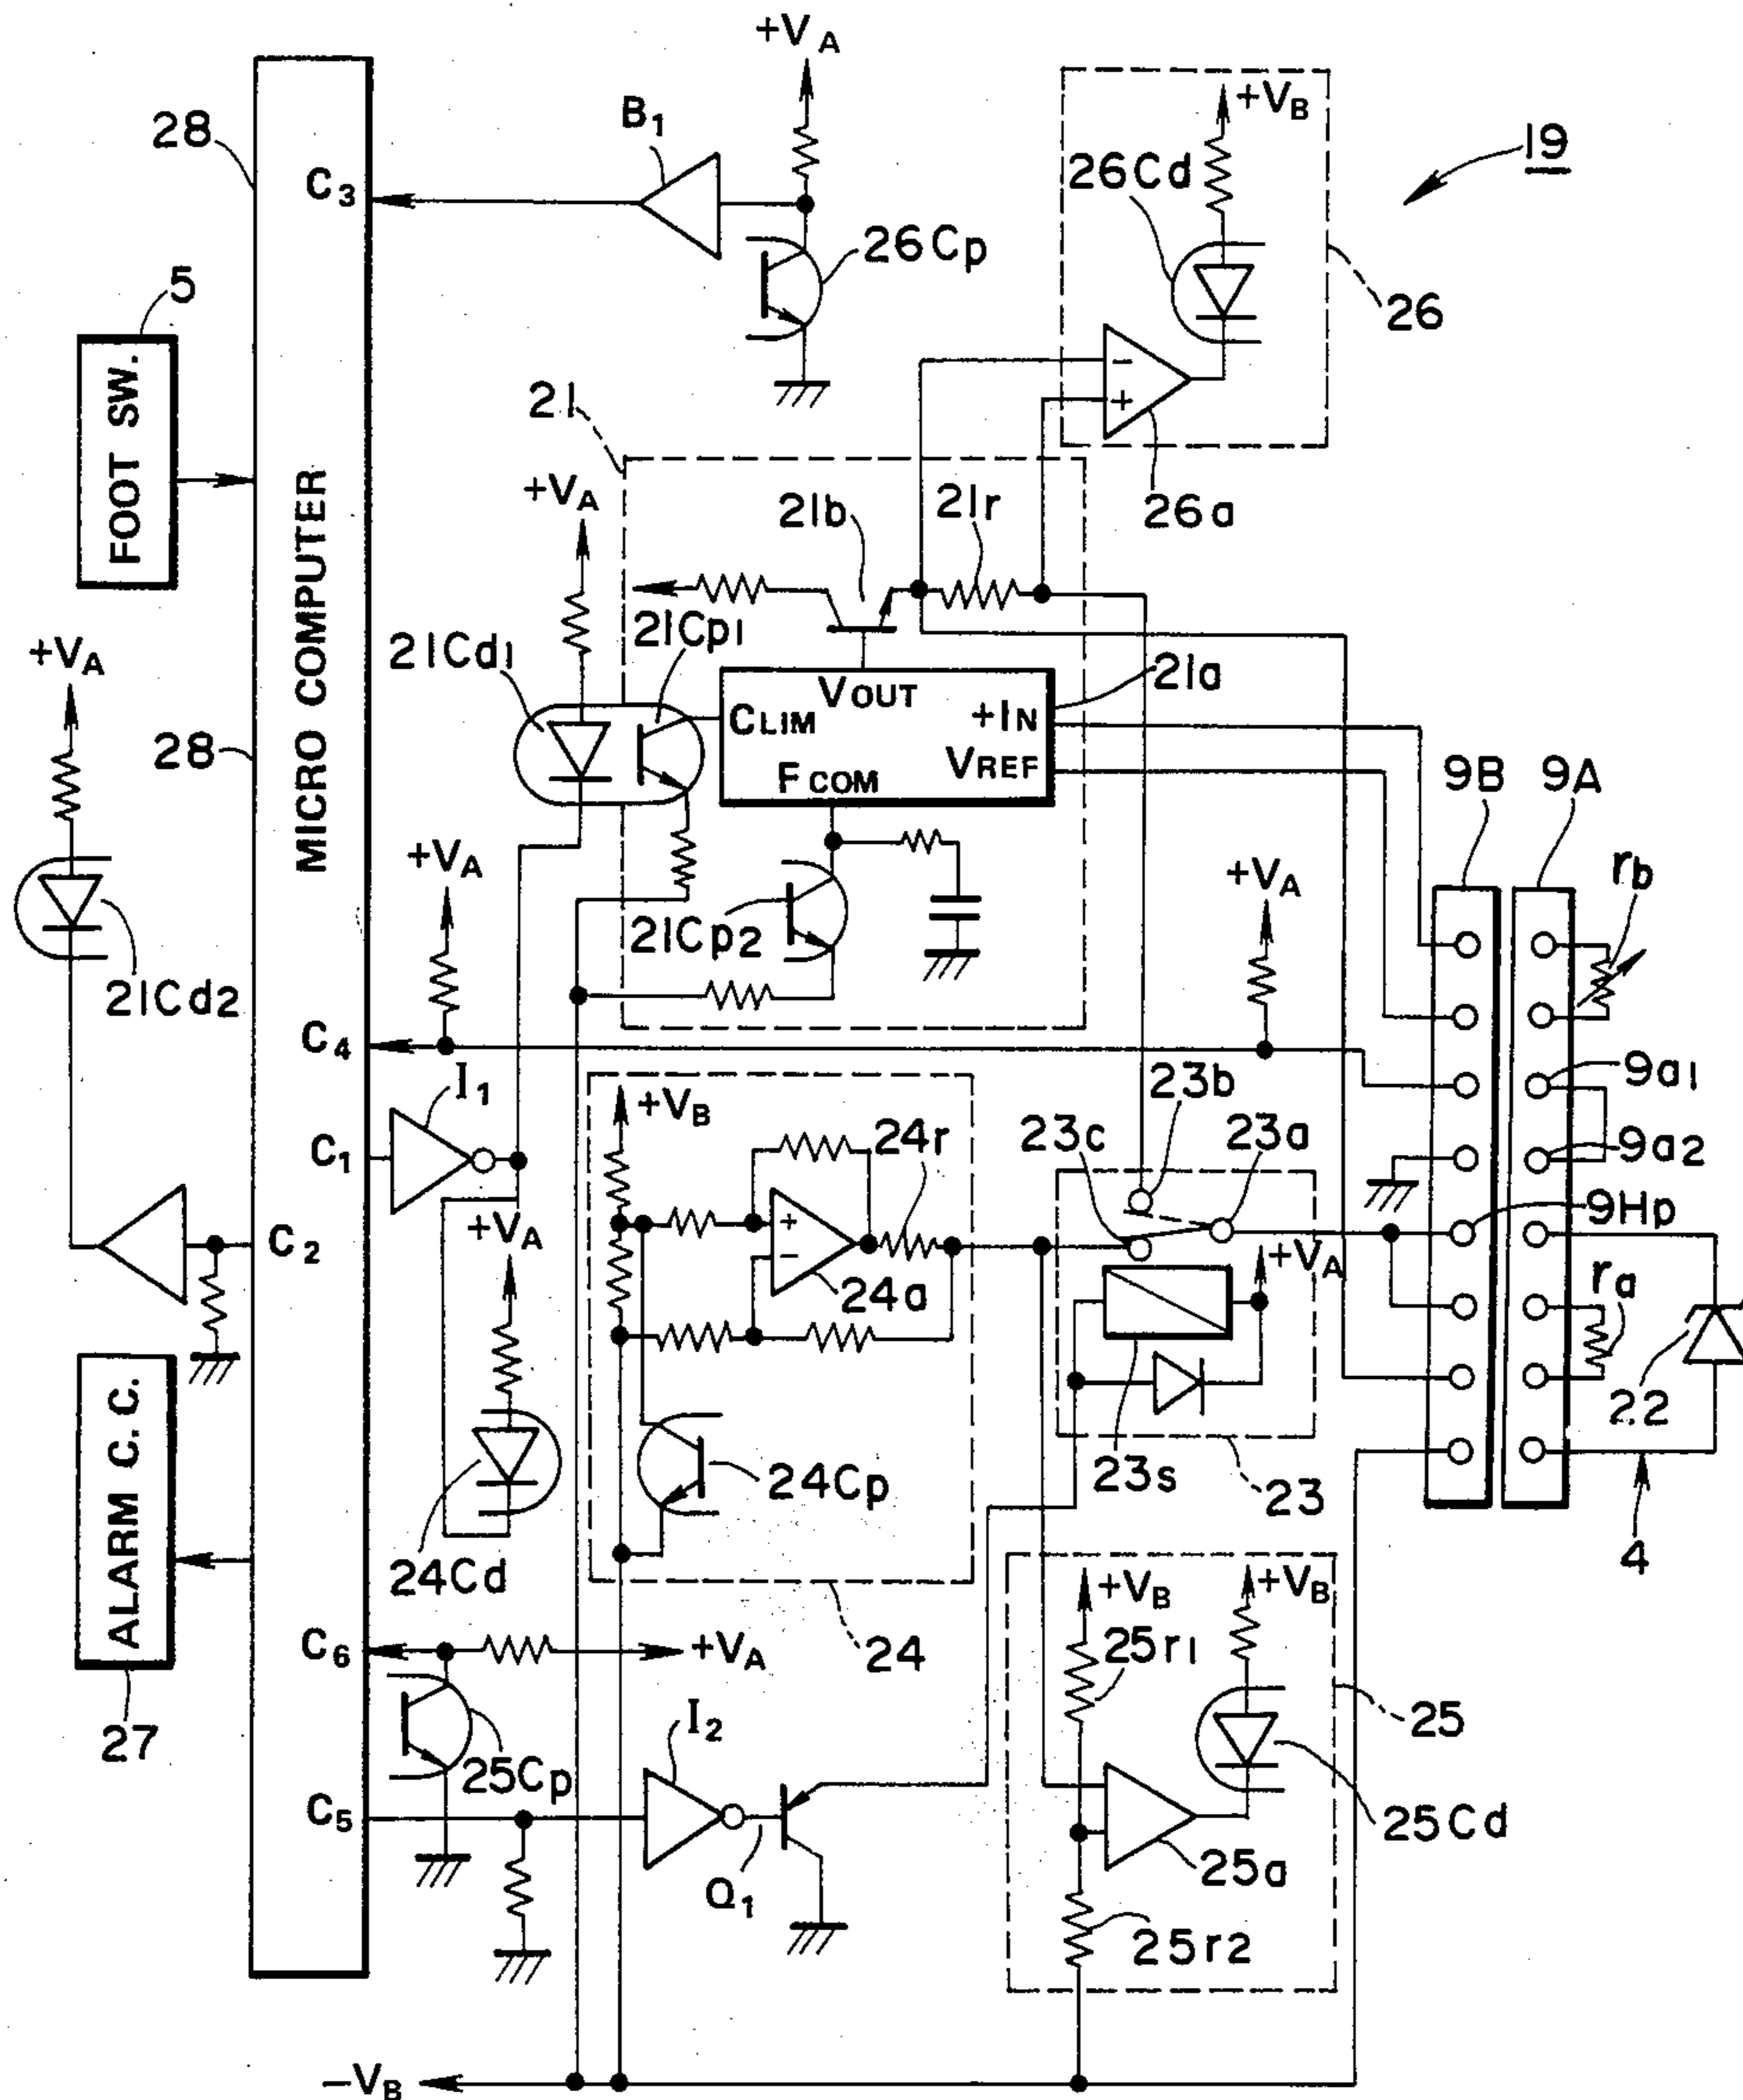 +VA
B1
+VB
19
28
C3
26Cd
26Cp
5
26
FOOT SW.
21
+VA
21b
21r
26a
MICRO COMPUTER
21Cd1
21Cp1
+VA
VOUT
21a
CLIM
+IN
28
VREF
FCOM
9B
9A
+VA
+VA
rb
21Cp2
21Cd2
C4
I1
+VB
23b
9a1
C1
24r
23c
23a
9a2
C2
+VA
+
-
+VA
9Hp
24a
ra
ALARM C. C.
22
24Cp
23s
23
24Cd
4
+VB
+VB
C6
+VA
24
25r1
27
I2
25
25Cp
C5
25Cd
Q1
25a
25r2
-VB
-
+